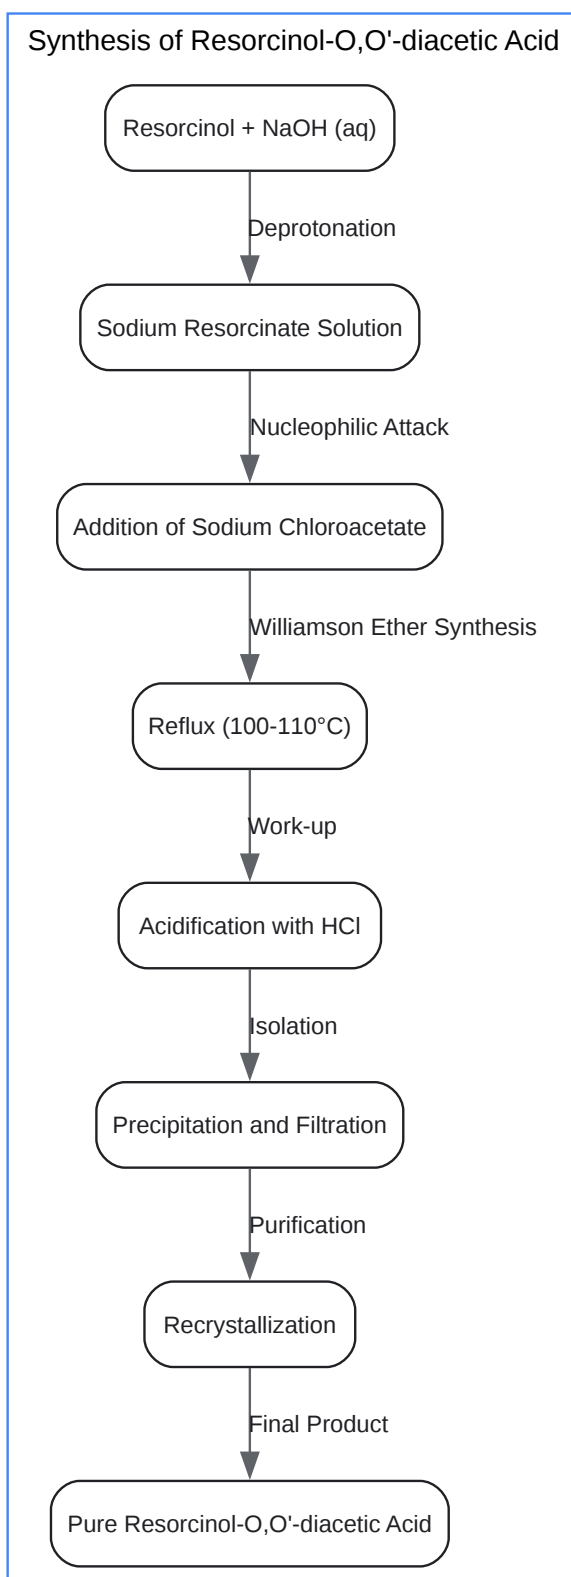 Synthesis of Resorcinol-O,O'-diacetic Acid
Resorcinol + NaOH (aq)
Deprotonation
Sodium Resorcinate Solution
Nucleophilic Attack
Addition of Sodium Chloroacetate
Williamson Ether Synthesis
Reflux (100-110°C)
Work-up
Acidification with HCl
Isolation
Precipitation and Filtration
Purification
Recrystallization
Final Product
Pure Resorcinol-O,O'-diacetic Acid